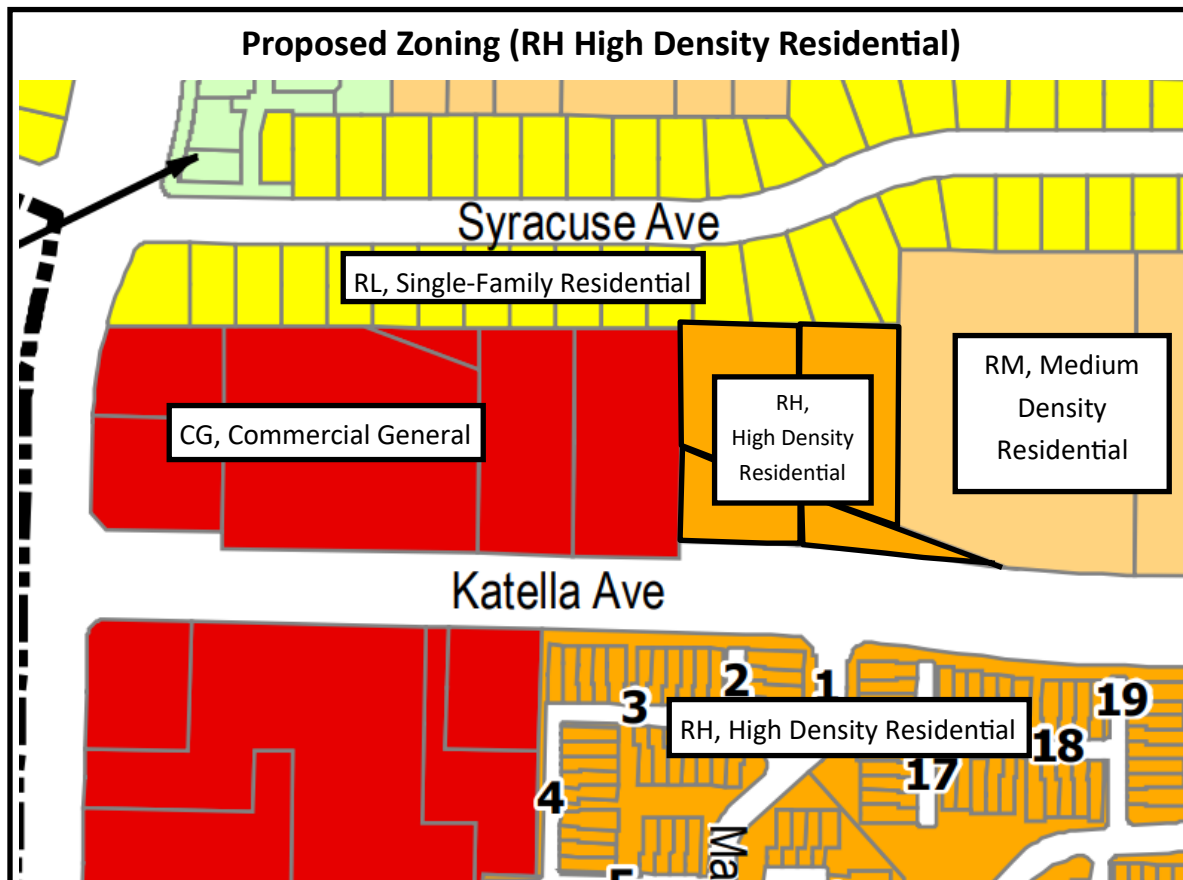 Proposed Zoning (RH High Density Residential)
Syracuse Ave
RL, Single-Family Residential
CG, Commercial General
RH,
High Density
Residential
RM, Medium
Density
Residential
Katella Ave
2
1
3
19
RH, High Density Residential
18
17
4
Ma